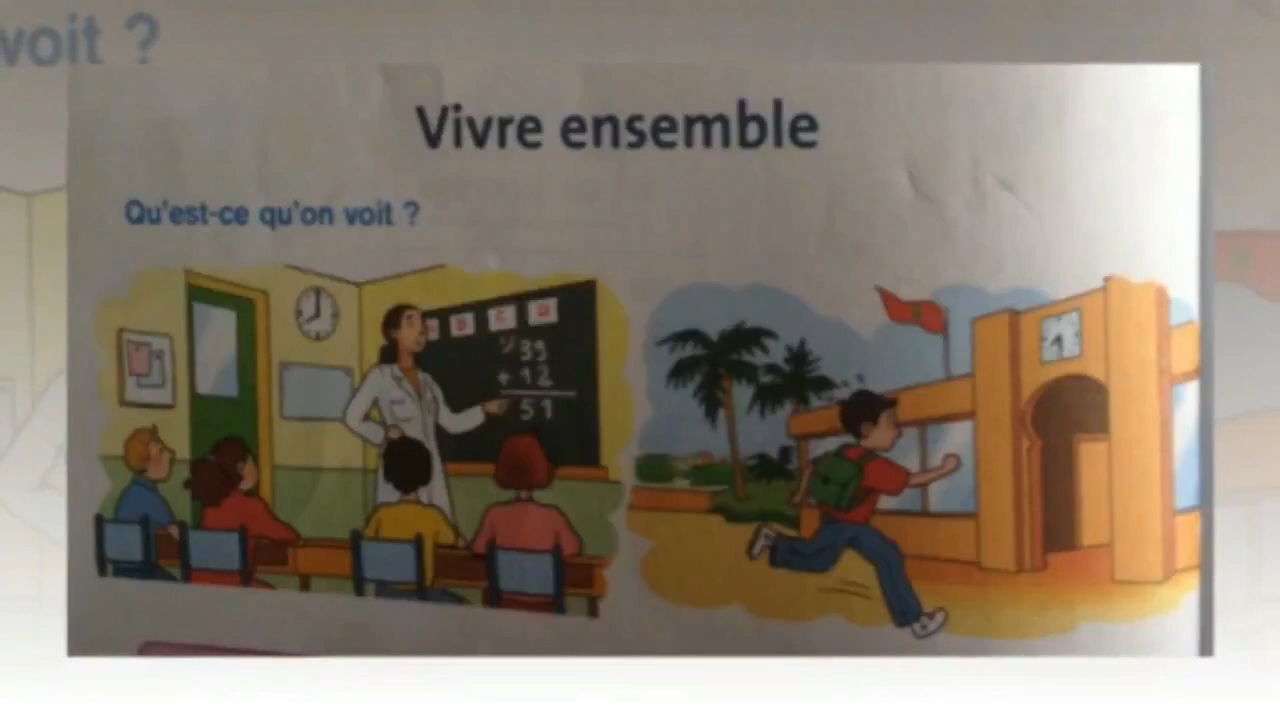 voit ?
Vivre ensemble
Qu'est-ce qu'on voit ?
B C D
39
+ 12
51